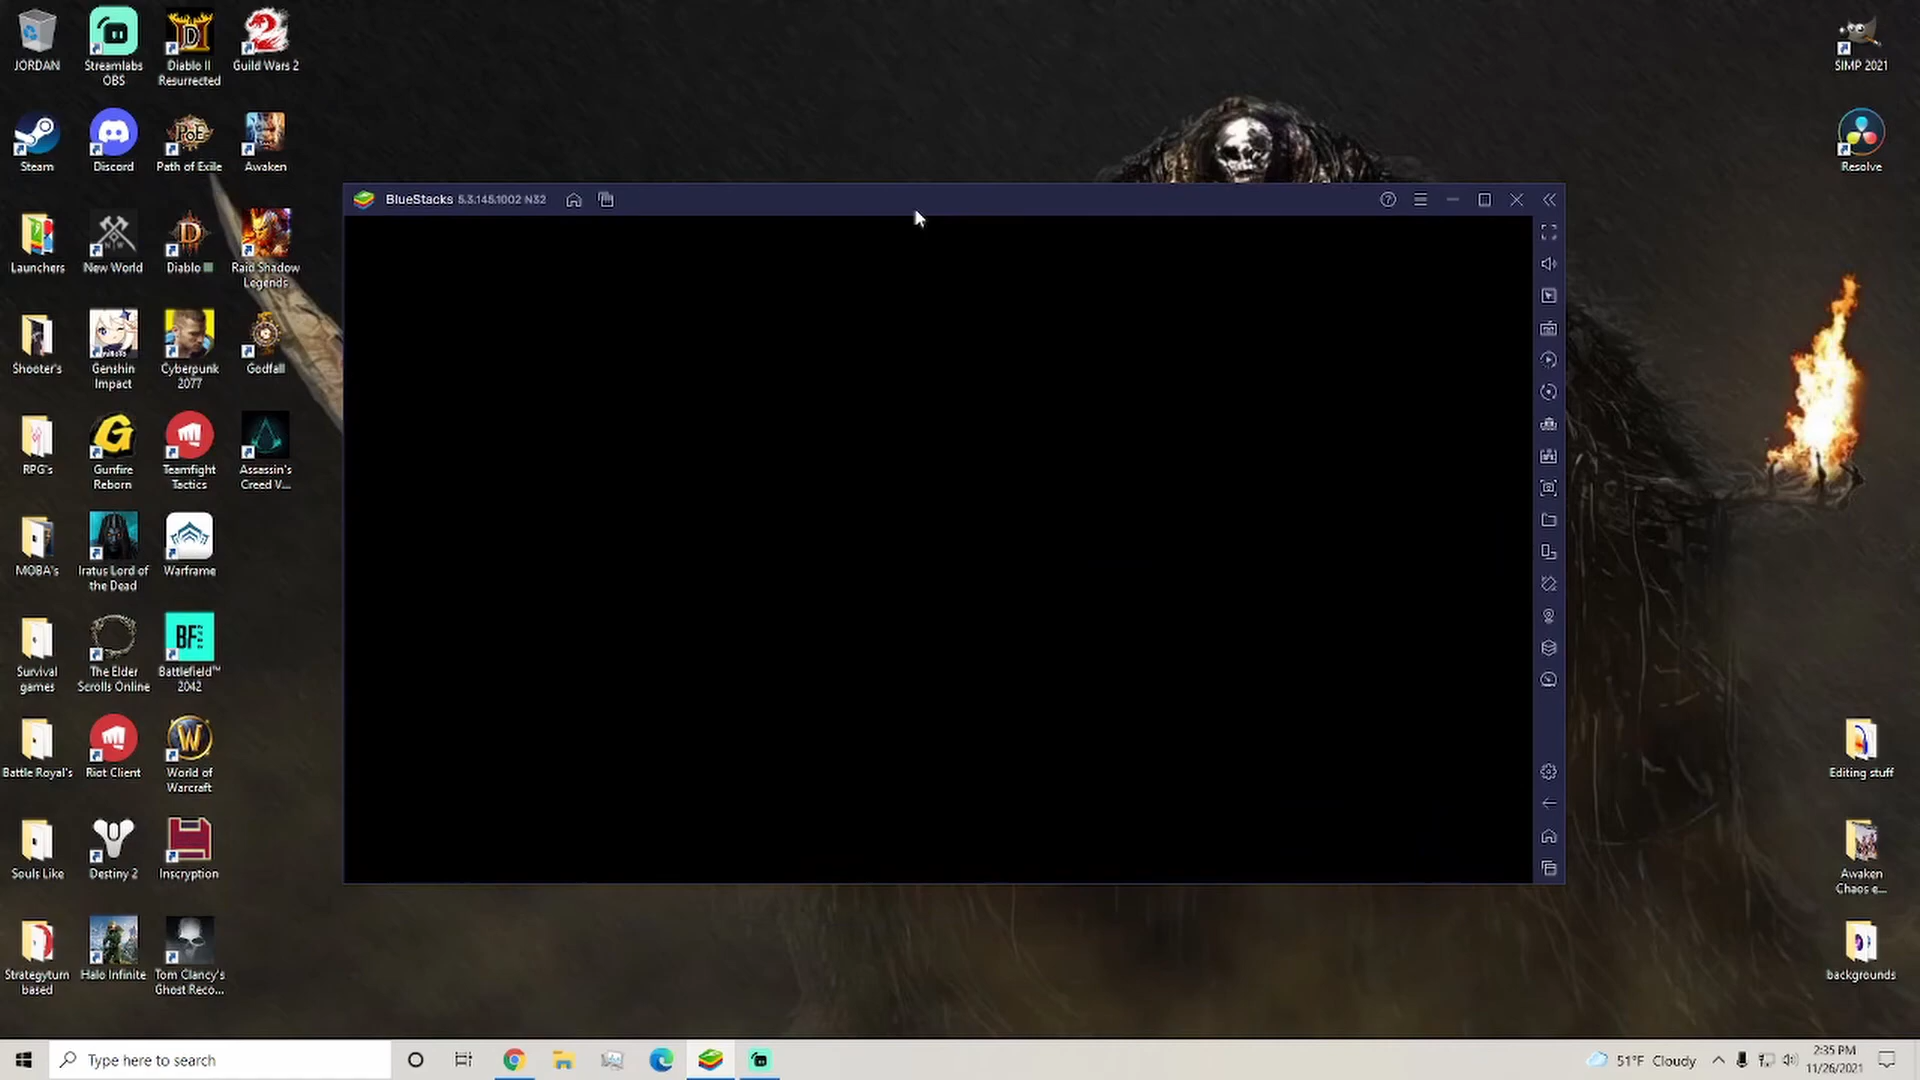 JORDAN
Streamlabs
OBS
Diablo II
Resurrected
Guild Wars 2
SIMP 2021
Steam
Discord
Path of Exile
Awaken
Resolve
BlueStacks 5.3.145.1002 N32
Launchers
New World
Diablo III
Raid Shadow
Legends
Shooter's
Genshin
Impact
Cyberpunk
2077
Godfall
RPG's
Gunfire
Reborn
Teamfight
Tactics
Assassin's
Creed V...
MOBA's
Iratus Lord of
the Dead
Warframe
Survival
games
The Elder
Scrolls Online
BF
Battlefield™
2042
Battle Royal's
Riot Client
World of
Warcraft
Editing stuff
Souls Like
Destiny 2
Inscryption
Awaken
Chaos e...
Strategyturn
based
Halo Infinite
Tom Clancy's
Ghost Reco...
backgrounds
Type here to search
51°F Cloudy
2:35 PM
11/26/2021